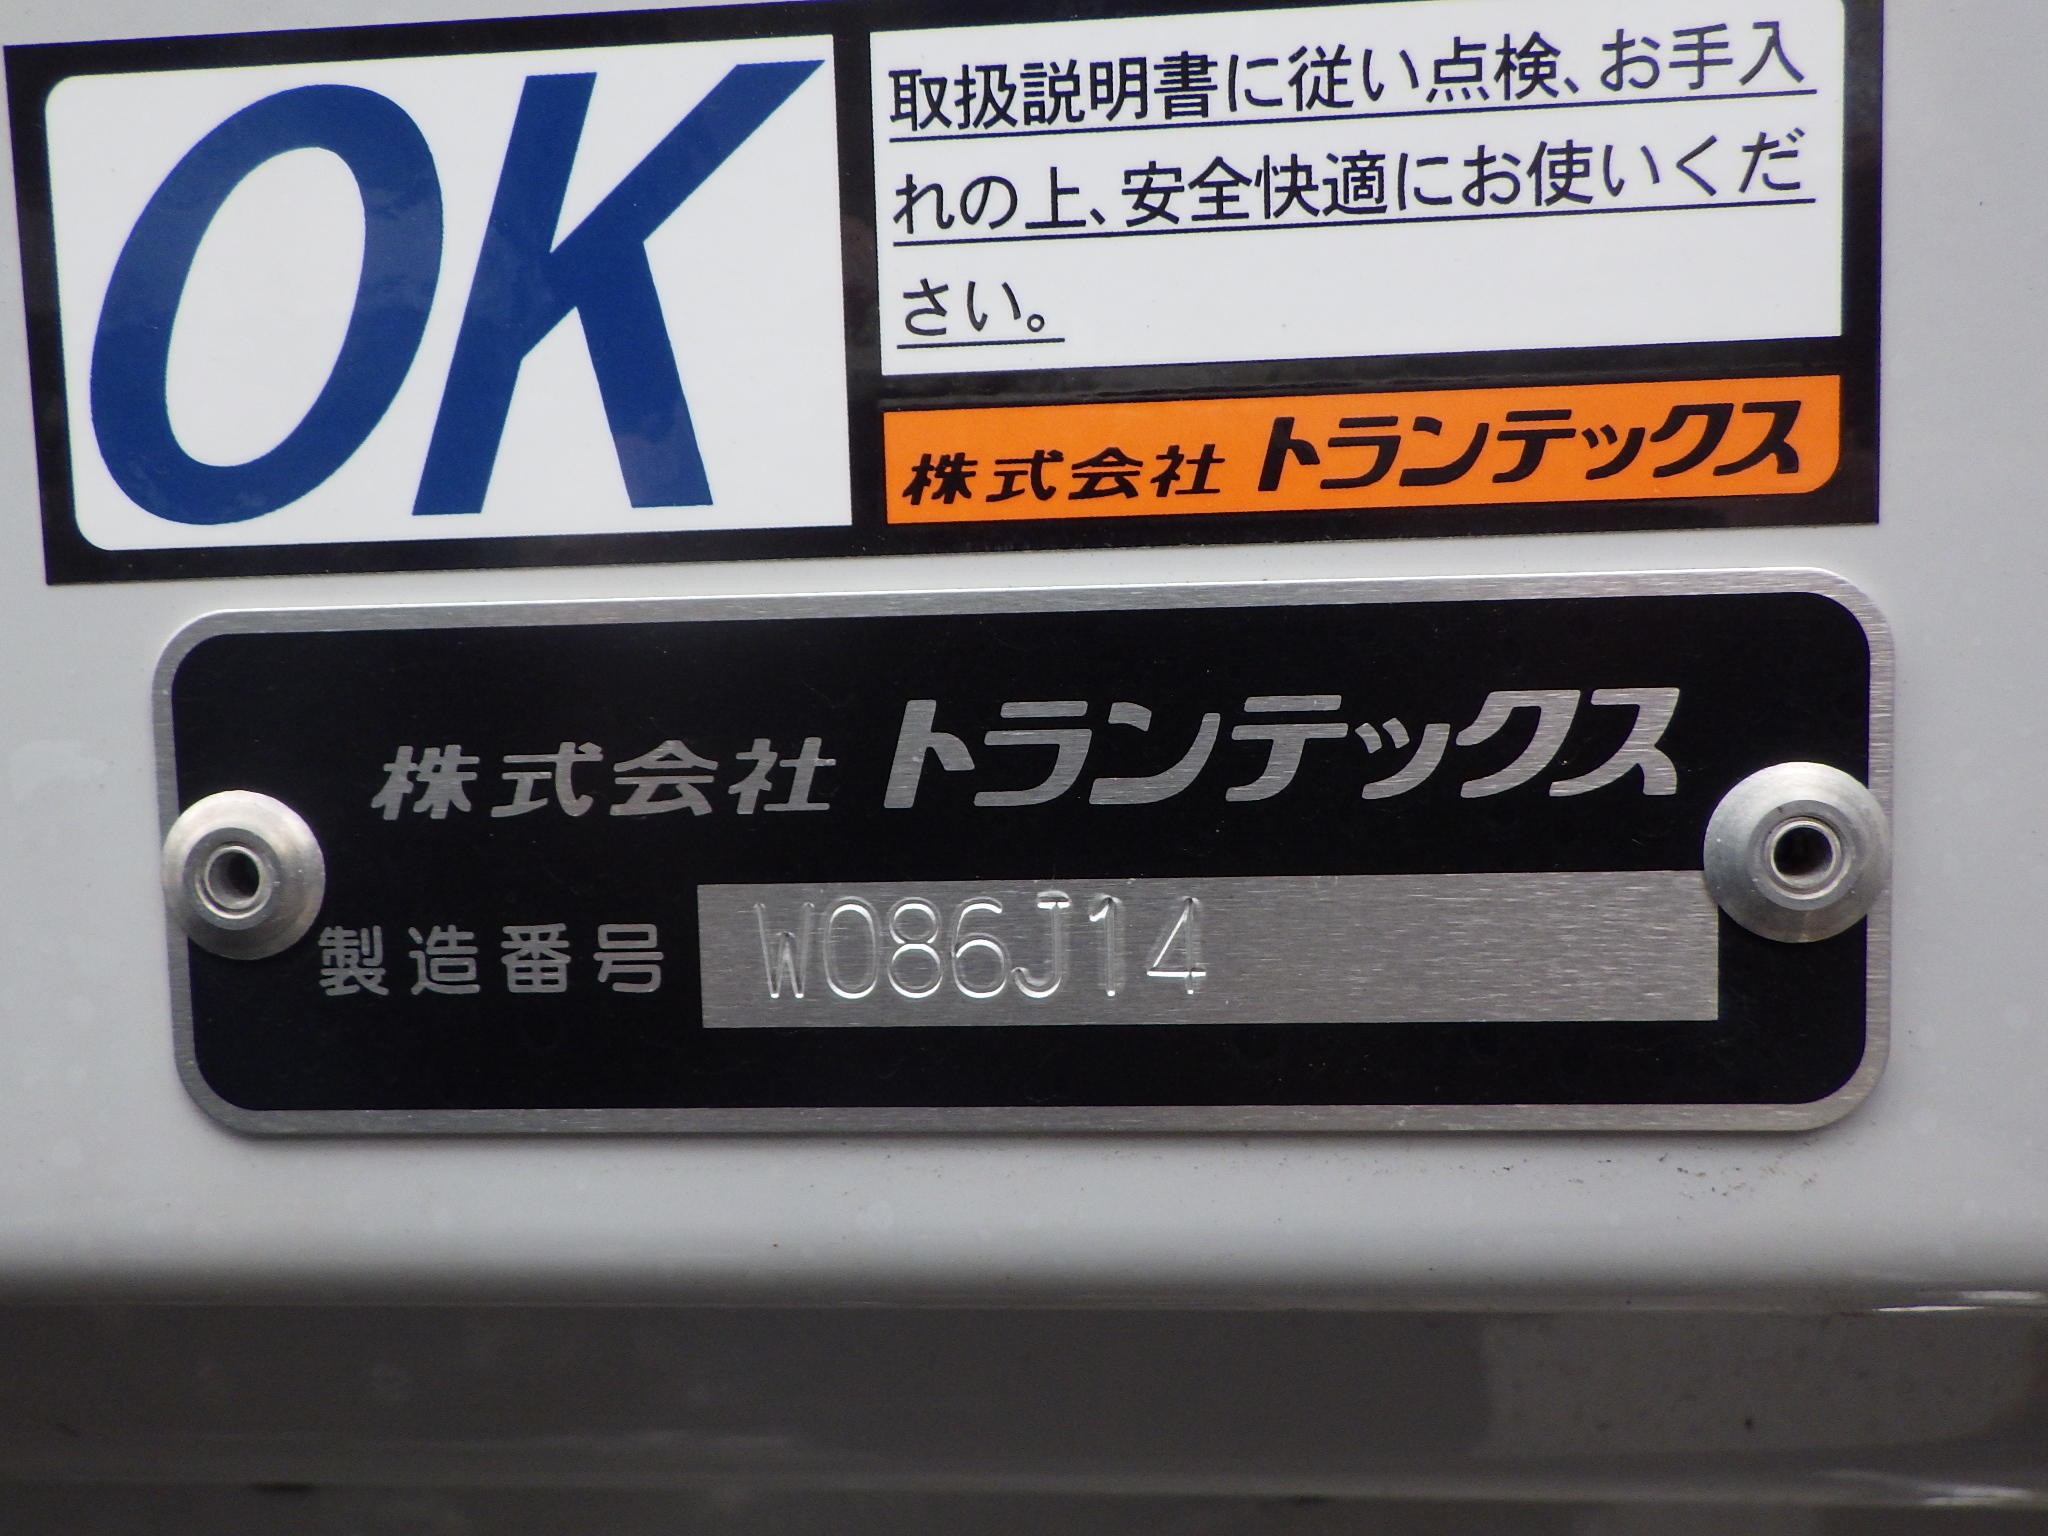 OK
取扱説明書に従い点検、お手入
れの上、安全快適にお使いくだ
さい。
株式会社トランテックス
株式会社トランテックス
製造番号 W086J14